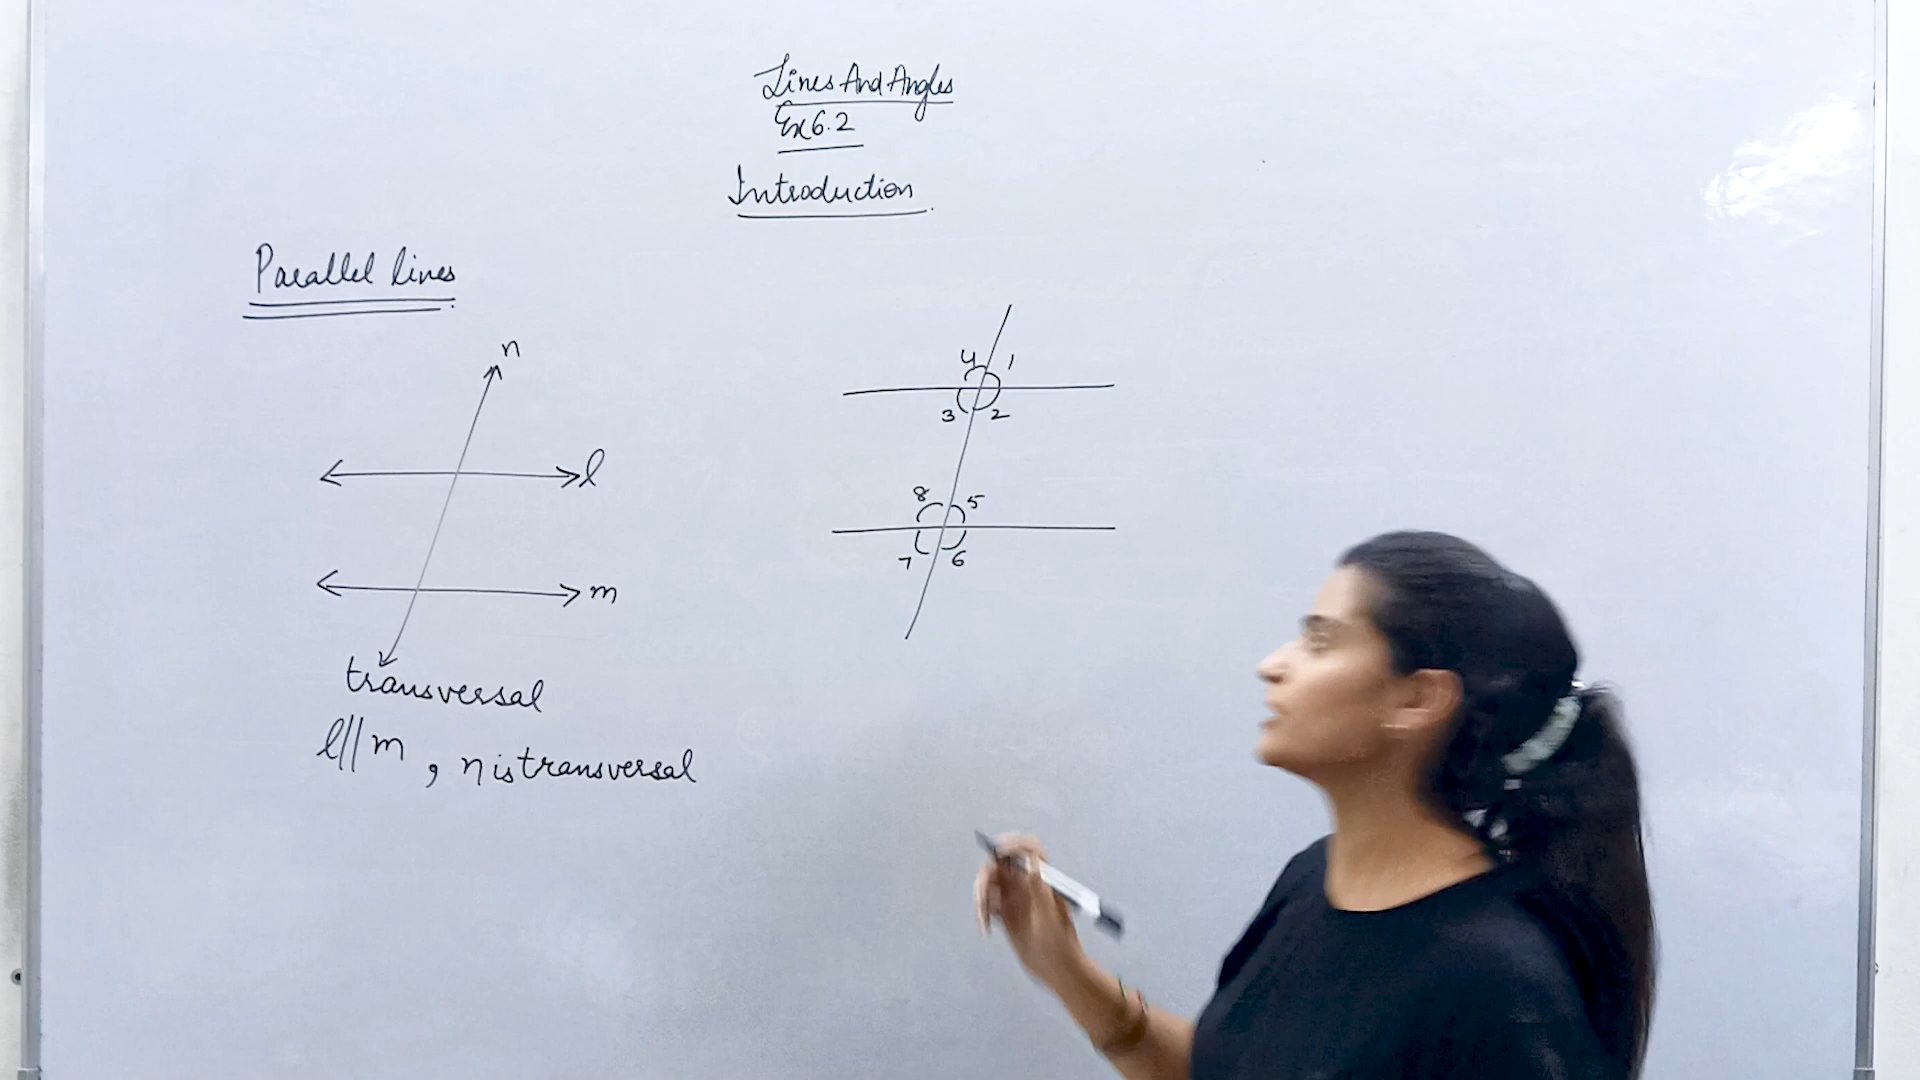 Lines And Angles
Ex 6.2
Introduction
Parallel lines
n
l
m
transversal
l||m, n is transversal
4 1
3 2
8 5
7 6